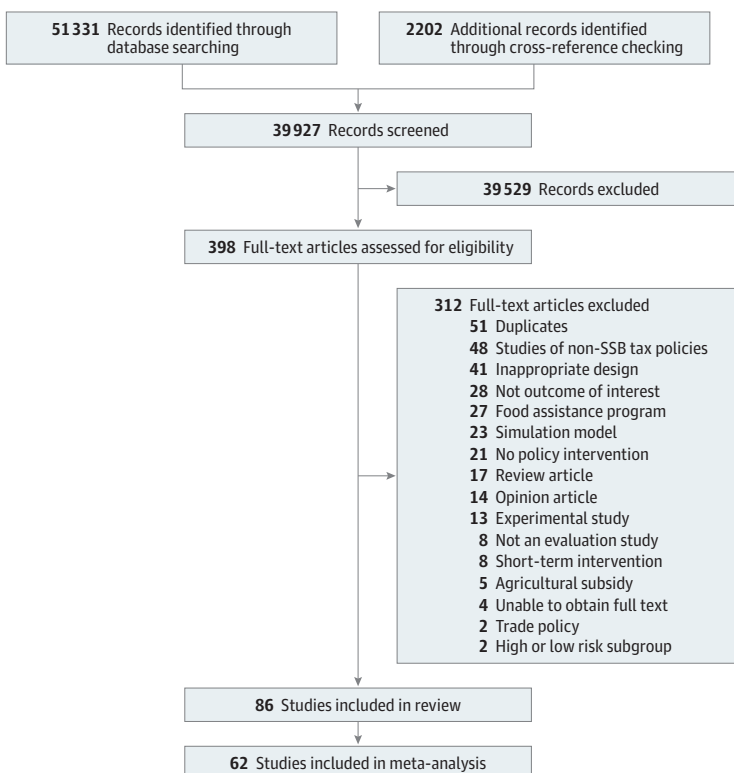 51331 Records identified through
database searching
2202 Additional records identified
through cross-reference checking
39927 Records screened
39529 Records excluded
398 Full-text articles assessed for eligibility
312 Full-text articles excluded
51 Duplicates
48 Studies of non-SSB tax policies
41 Inappropriate design
28 Not outcome of interest
27 Food assistance program
23 Simulation model
21 No policy intervention
17 Review article
14 Opinion article
13 Experimental study
8 Not an evaluation study
8 Short-term intervention
5 Agricultural subsidy
4 Unable to obtain full text
2 Trade policy
2 High or low risk subgroup
86 Studies included in review
62 Studies included in meta-analysis